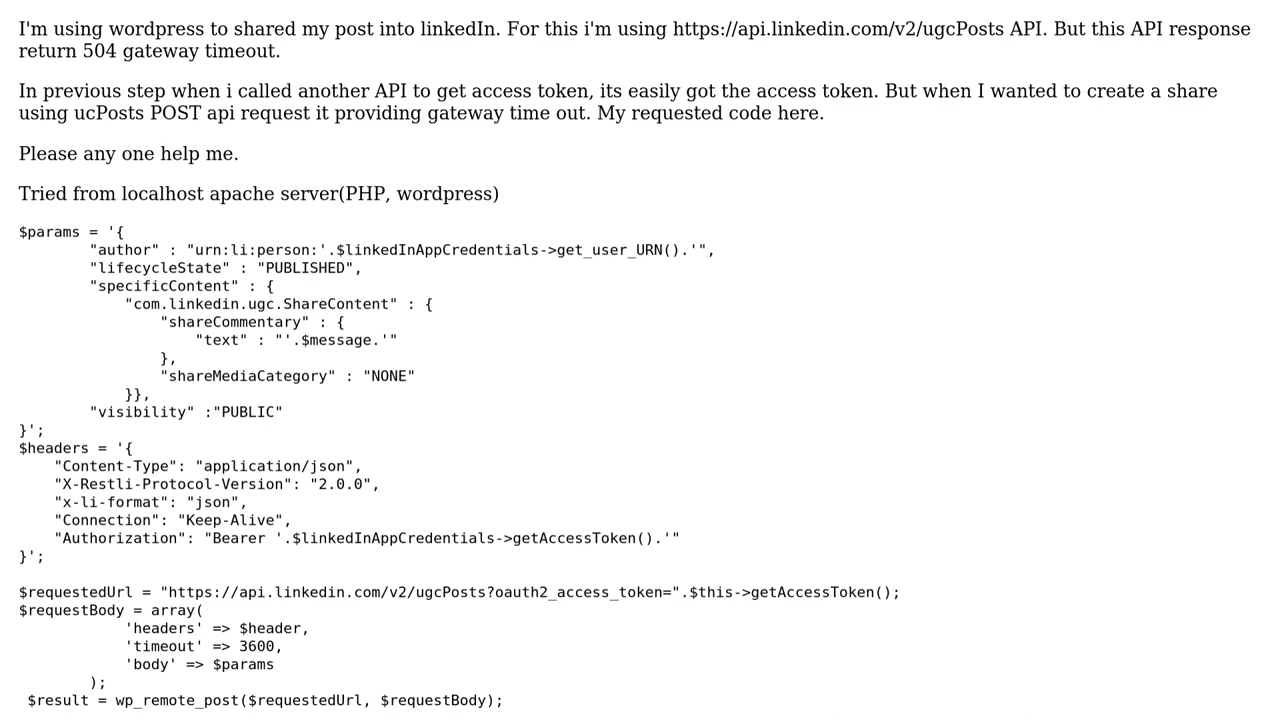 I'm using wordpress to shared my post into linkedIn. For this i'm using https://api.linkedin.com/v2/ugcPosts API. But this API response
return 504 gateway timeout.
In previous step when i called another API to get access token, its easily got the access token. But when I wanted to create a share
using ucPosts POST api request it providing gateway time out. My requested code here.
Please any one help me.
Tried from localhost apache server(PHP, wordpress)
$params = '{
        "author" : "urn:li:person:'.$linkedInAppCredentials->get_user_URN().'",
        "lifecycleState" : "PUBLISHED",
        "specificContent" : {
            "com.linkedin.ugc.ShareContent" : {
                "shareCommentary" : {
                    "text" : "'.$message.'"
                },
                "shareMediaCategory" : "NONE"
            }},
        "visibility" :"PUBLIC"
}';
$headers = '{
    "Content-Type": "application/json",
    "X-Restli-Protocol-Version": "2.0.0",
    "x-li-format": "json",
    "Connection": "Keep-Alive",
    "Authorization": "Bearer '.$linkedInAppCredentials->getAccessToken().'"
}';
$requestedUrl = "https://api.linkedin.com/v2/ugcPosts?oauth2_access_token=".$this->getAccessToken();
$requestBody = array(
            'headers' => $header,
            'timeout' => 3600,
            'body' => $params
        );
 $result = wp_remote_post($requestedUrl, $requestBody);